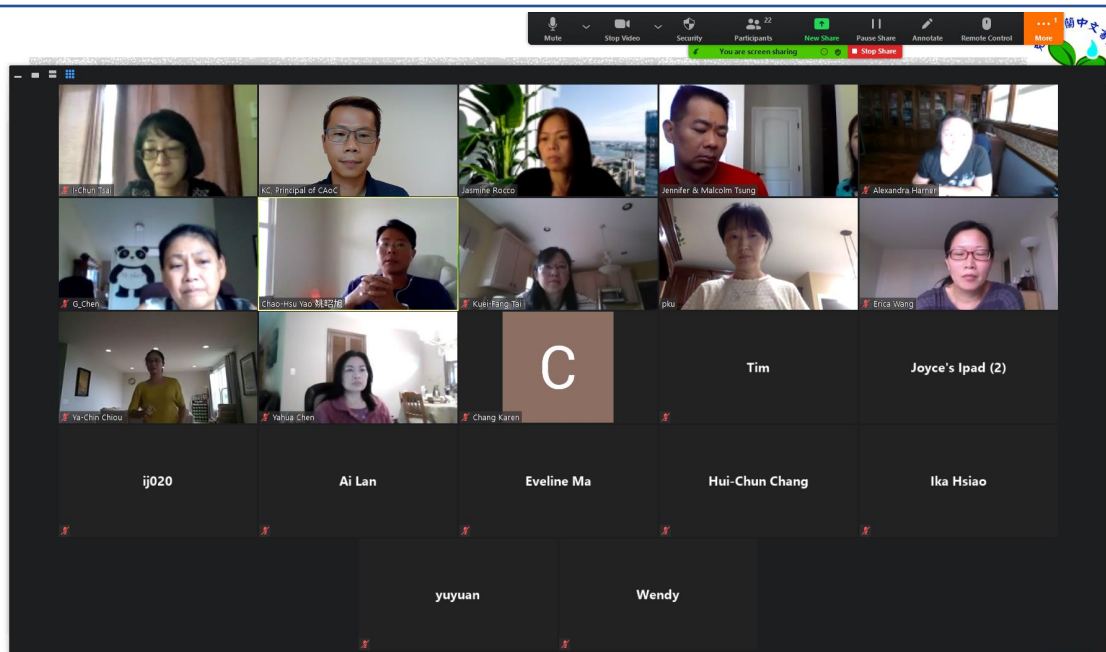 22
Mute
Stop Video
Security
Participants
New Share
Pause Share
Annotate
Remote Control
1
More
You are screen sharing
Stop Share
I-Chun Tsai
KC, Principal of CAoC
Jasmine Rocco
Jennifer & Malcolm Tsung
Alexandra Harner
G_Chen
Chao-Hsu Yao 姚昭旭
Kuei-Fang Tai
pku
Erica Wang
Ya-Chin Chiou
Yahua Chen
C
Chang Karen
Tim
Joyce's Ipad (2)
ij020
Ai Lan
Eveline Ma
Hui-Chun Chang
Ika Hsiao
yuyuan
Wendy